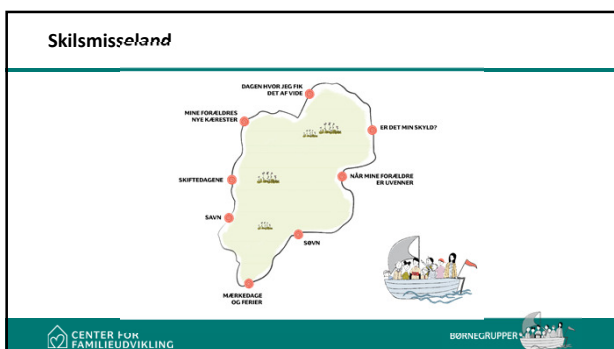 Skilsmisseland
DAGEN HVOR JEG FIK
DET AF VIDE
MINE FORÆLDRES
NYE KÆRESTER
ER DET MIN SKYLD?
SKIFTEDAGENE
NÅR MINE FORÆLDRE
ER UVENNER
SAVN
SØVN
MÆRKEDAGE
OG FERIER
CENTER FOR
FAMILIEUDVIKLING
BØRNEGRUPPER